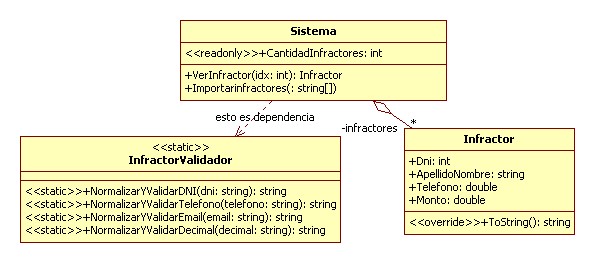 Sistema
<<readonly>>+CantidadInfractores: int
+VerInfractor(idx: int): Infractor
+Importarinfractores(: string[])
esto es dependencia
-infractores
*
<<static>>
InfractorValidador
<<static>>+NormalizarYValidarDNI(dni: string): string
<<static>>+NormalizarYValidarTelefono(telefono: string): string
<<static>>+NormalizarYValidarEmail(email: string): string
<<static>>+NormalizarYValidarDecimal(decimal: string): string
Infractor
+Dni: int
+ApellidoNombre: string
+Telefono: double
+Monto: double
<<override>>+ToString(): string